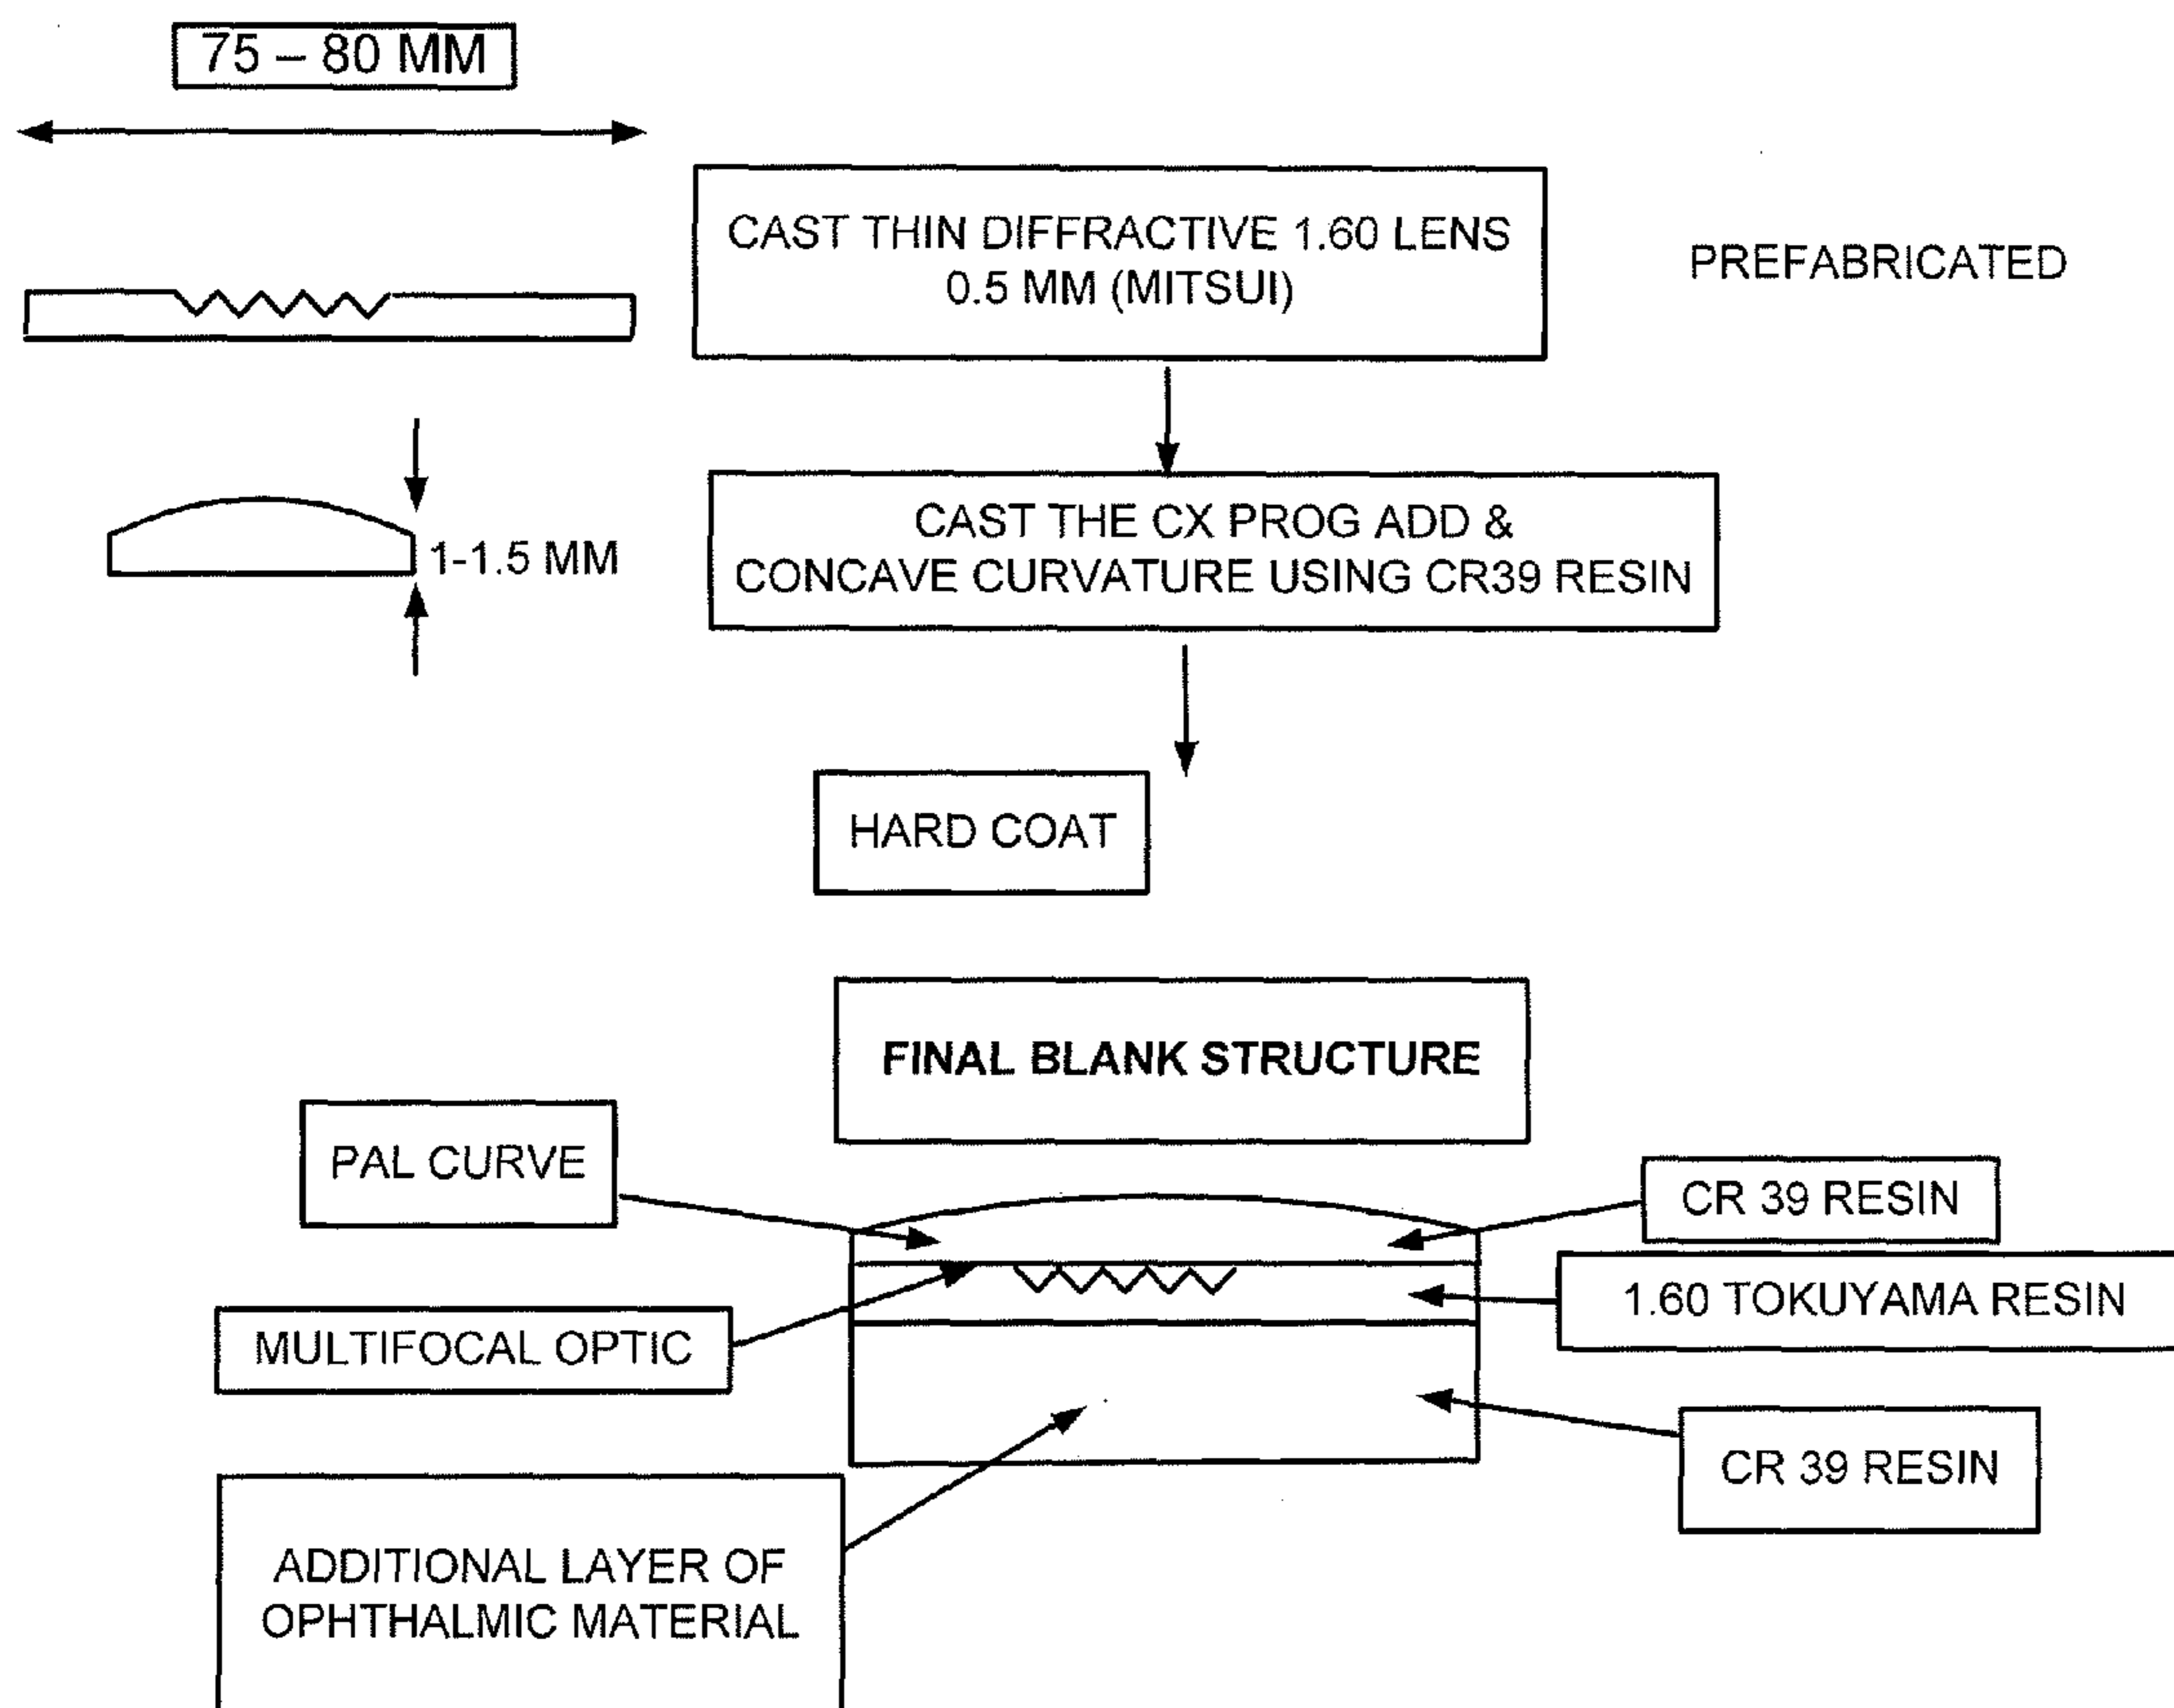 75 – 80 MM
CAST THIN DIFFRACTIVE 1.60 LENS
0.5 MM (MITSUI)
PREFABRICATED
CAST THE CX PROG ADD &
CONCAVE CURVATURE USING CR39 RESIN
1-1.5 MM
HARD COAT
FINAL BLANK STRUCTURE
PAL CURVE
CR 39 RESIN
1.60 TOKUYAMA RESIN
MULTIFOCAL OPTIC
CR 39 RESIN
ADDITIONAL LAYER OF
OPHTHALMIC MATERIAL